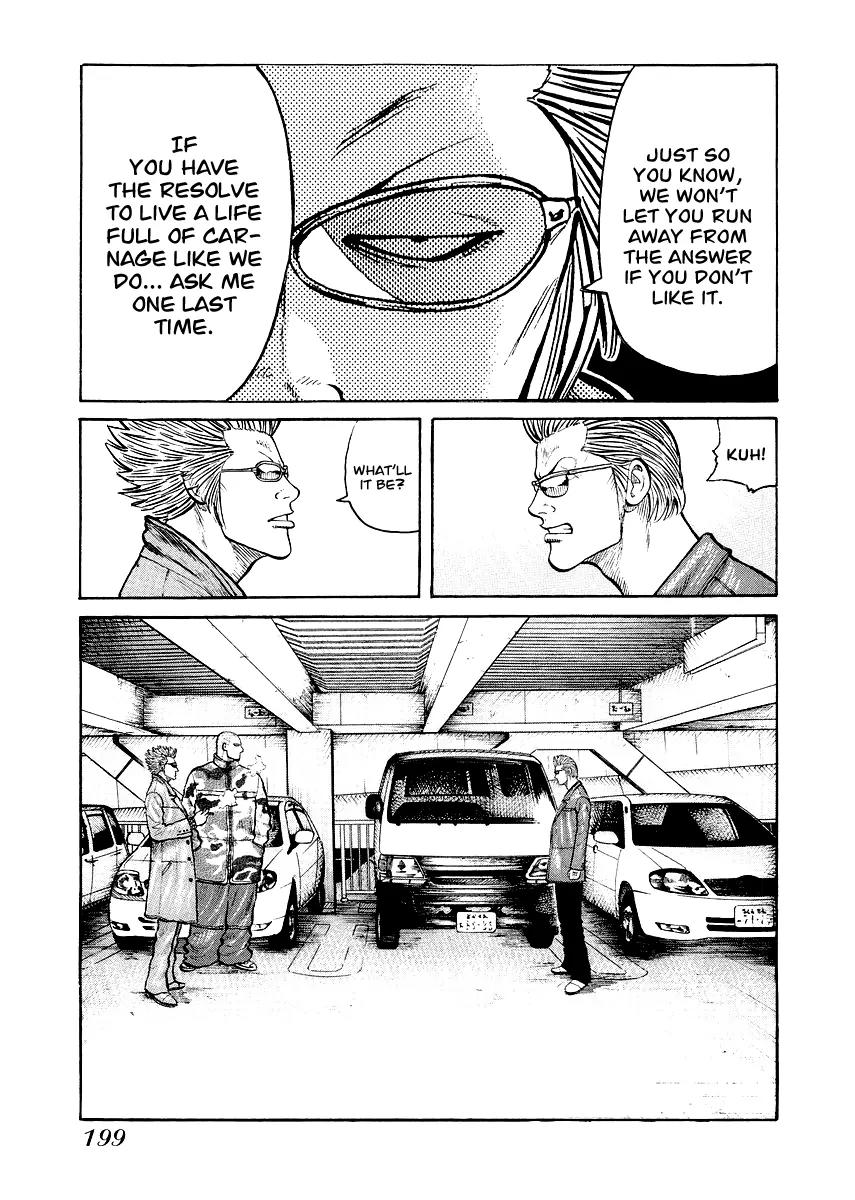 JUST SO
YOU KNOW,
WE WON'T
LET YOU RUN
AWAY FROM
THE ANSWER
IF YOU DON'T
LIKE IT.
IF
YOU HAVE
THE RESOLVE
TO LIVE A LIFE
FULL OF CAR-
NAGE LIKE WE
DO... ASK ME
ONE LAST
TIME.
KUH!
WHAT'LL
IT BE?
199